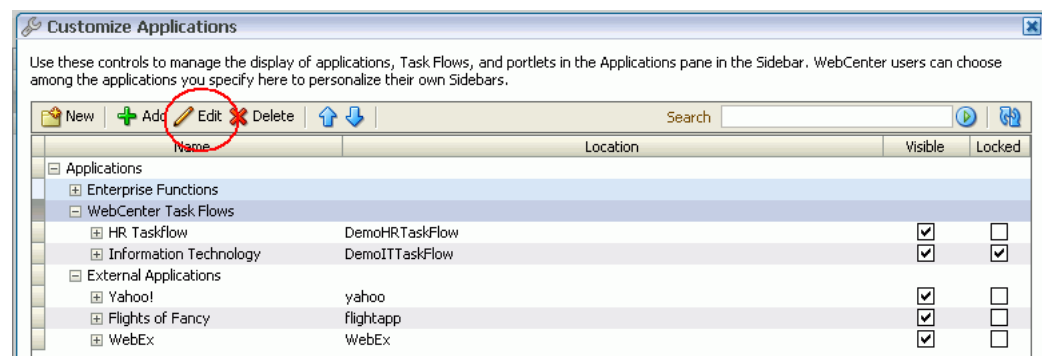 Customize Applications
Use these controls to manage the display of applications, Task Flows, and portlets in the Applications pane in the Sidebar. WebCenter users can choose
among the applications you specify here to personalize their own Sidebars.
New Add Edit Delete Search
Name Location Visible Locked
Applications
Enterprise Functions
WebCenter Task Flows
HR Taskflow DemoHRTaskFlow
Information Technology DemoITTaskFlow
External Applications
Yahoo! yahoo
Flights of Fancy flightapp
WebEx WebEx